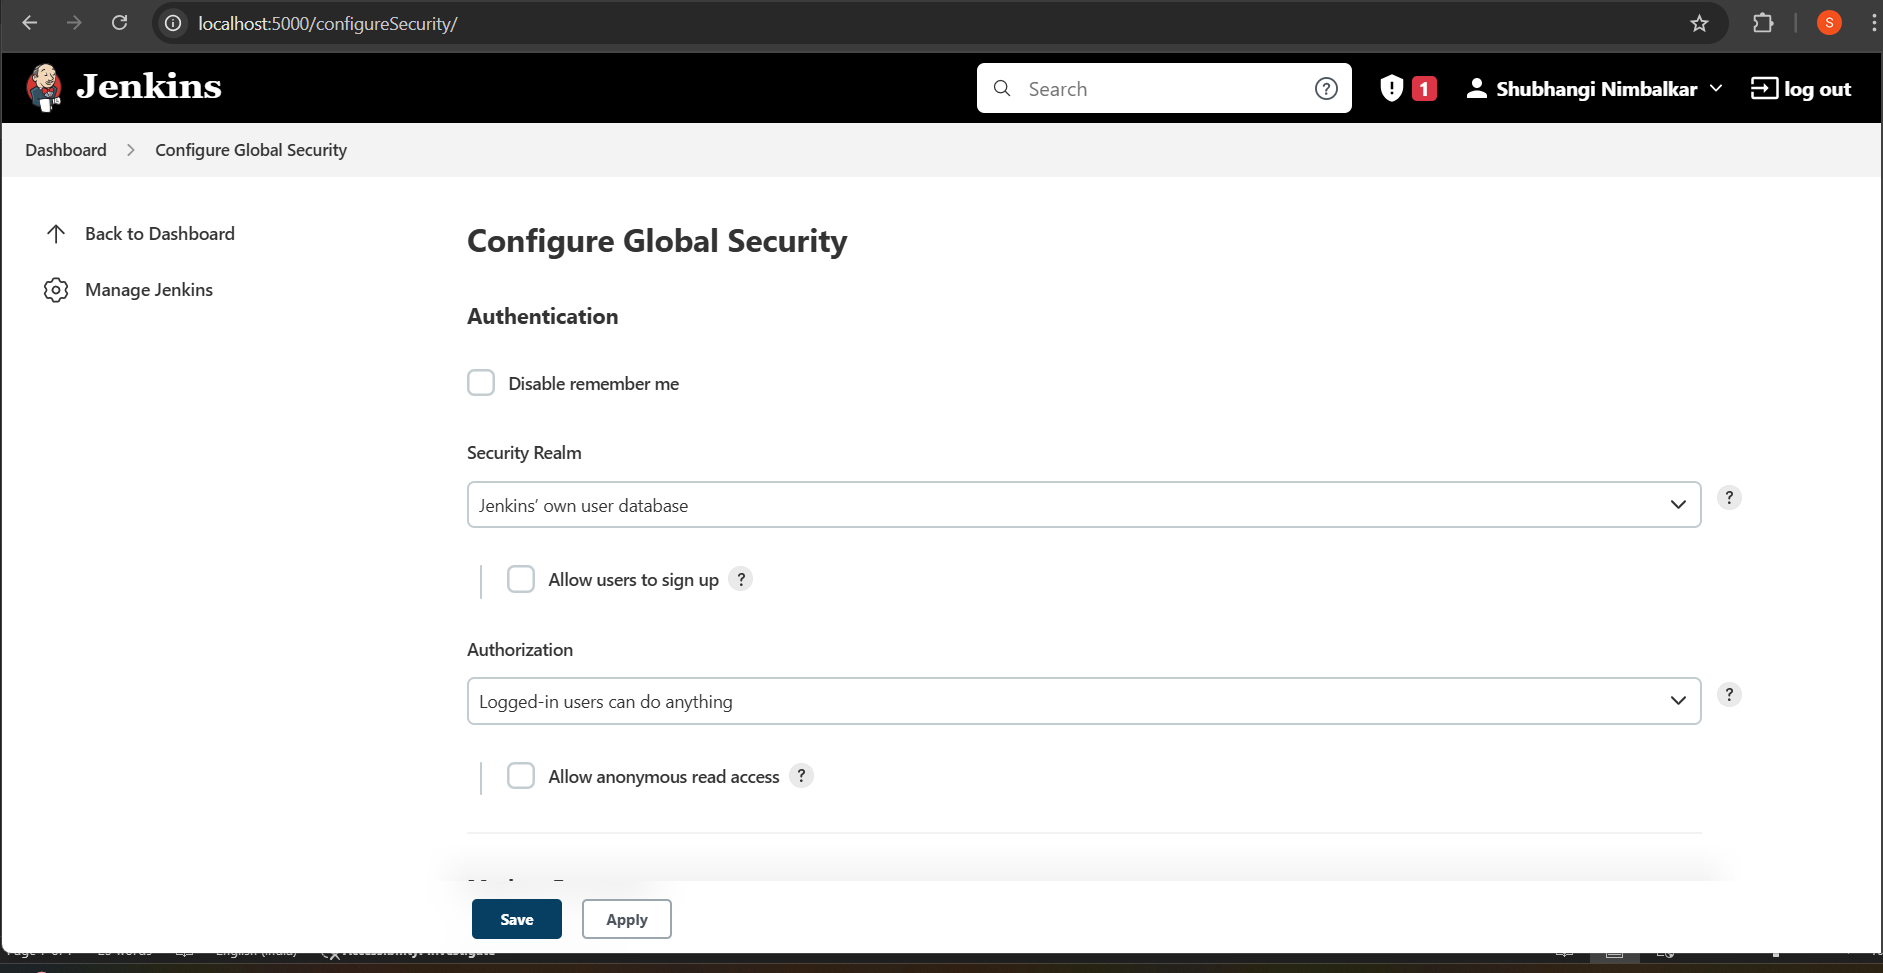 localhost:5000/configureSecurity/
S
Jenkins
Search
?
1
Shubhangi Nimbalkar
log out
Dashboard
Configure Global Security
Back to Dashboard
Manage Jenkins
Configure Global Security
Authentication
Disable remember me
Security Realm
Jenkins’ own user database
?
Allow users to sign up ?
Authorization
Logged-in users can do anything
?
Allow anonymous read access ?
Save
Apply